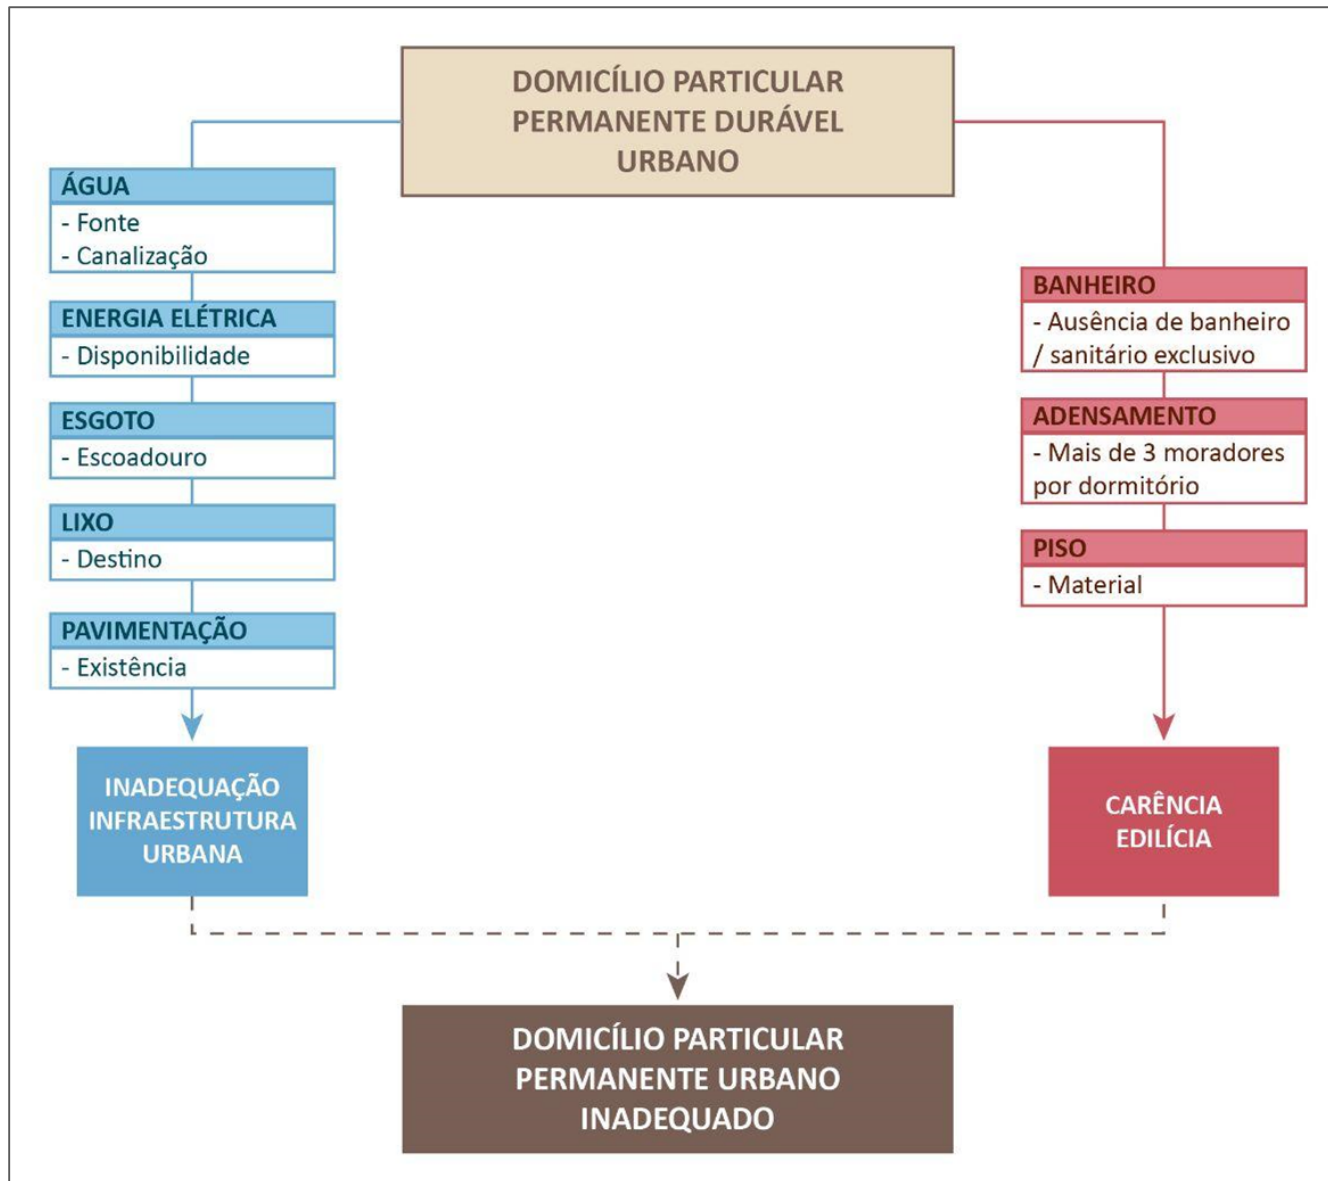 DOMICÍLIO PARTICULAR
PERMANENTE DURÁVEL
URBANO
ÁGUA
- Fonte
- Canalização
ENERGIA ELÉTRICA
- Disponibilidade
ESGOTO
- Escoadouro
LIXO
- Destino
PAVIMENTAÇÃO
- Existência
INADEQUAÇÃO
INFRAESTRUTURA
URBANA
BANHEIRO
- Ausência de banheiro
/ sanitário exclusivo
ADENSAMENTO
- Mais de 3 moradores
por dormitório
PISO
- Material
CARÊNCIA
EDILÍCIA
DOMICÍLIO PARTICULAR
PERMANENTE URBANO
INADEQUADO